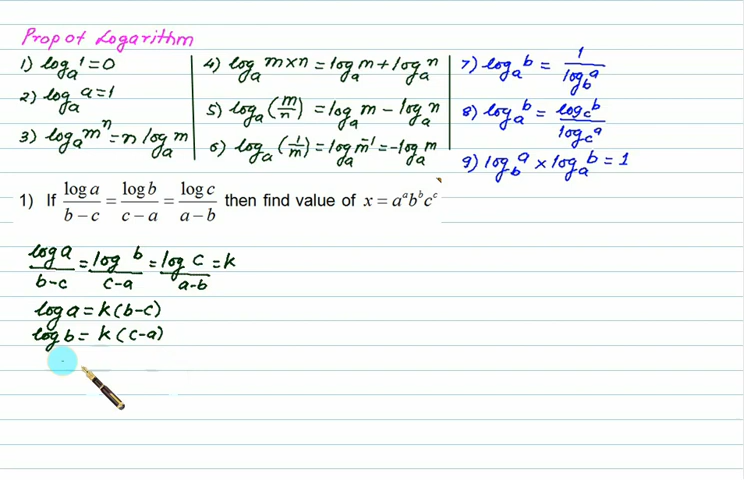 Prop of Logarithm
1) logₐ1 = 0
2) logₐa = 1
3) logₐmⁿ = n logₐm
4) logₐ m×n = logₐm + logₐn
5) logₐ(m/n) = logₐm − logₐn
6) logₐ(1/m) = logₐm⁻¹ = −logₐm
7) logₐb = 1/log_b a
8) logₐb = log_c b/log_c a
9) log_b a × logₐb = 1
1) If log a/(b−c) = log b/(c−a) = log c/(a−b) then find value of x = aᵃbᵇcᶜ
log a/(b-c) = log b/(c-a) = log c/(a-b) = k
log a = k(b-c)
log b = k(c-a)